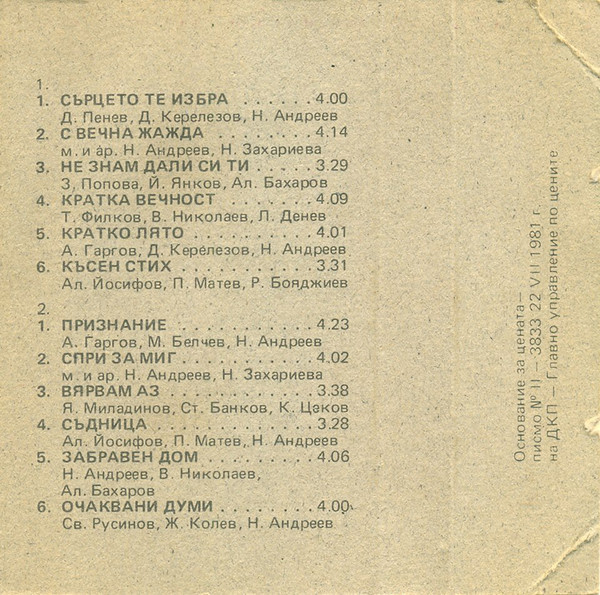 1.
1. СЪРЦЕТО ТЕ ИЗБРА . . . . . . 4.00
Д. Пенев, Д. Керелезов, Н. Андреев
2. С ВЕЧНА ЖАЖДА . . . . . . . . 4.14
м. и ар. Н. Андреев, Н. Захариева
3. НЕ ЗНАМ ДАЛИ СИ ТИ . . . . . 3.29
З, Попова, Й. Янков, Ал. Бахаров
4. КРАТКА ВЕЧНОСТ . . . . . . . 4.09
Т. Филков, В. Николаев, Л. Денев
5. КРАТКО ЛЯТО . . . . . . . . . . 4.01
А. Гаргов, Д. Керелезов, Н. Андреев
6. КЪСЕН СТИХ . . . . . . . . . . . 3.31
Ал. Йосифов, П. Матев, Р. Бояджиев
2.
1. ПРИЗНАНИЕ . . . . . . . . . . . 4.23
А. Гаргов, М. Белчев, Н. Андреев
2. СПРИ ЗА МИГ . . . . . . . . . . 4.02
м. и ар. Н. Андреев, Н. Захариева
3. ВЯРВАМ АЗ . . . . . . . . . . . 3.38
Я. Миладинов, Ст. Банков, К. Цеков
4. СЪДНИЦА . . . . . . . . . . . . 3.28
Ал. Йосифов, П. Матев, Н. Андреев
5. ЗАБРАВЕН ДОМ . . . . . . . . 4.06
Н. Андреев, В. Николаев,
Ал. Бахаров
6. ОЧАКВАНИ ДУМИ . . . . . . . 4.00
Св. Русинов, Ж. Колев, Н. Андреев
Основание за цената—
писмо № II — 3833 22 VII 1981 г.
на ДКП — Главно управление по цените